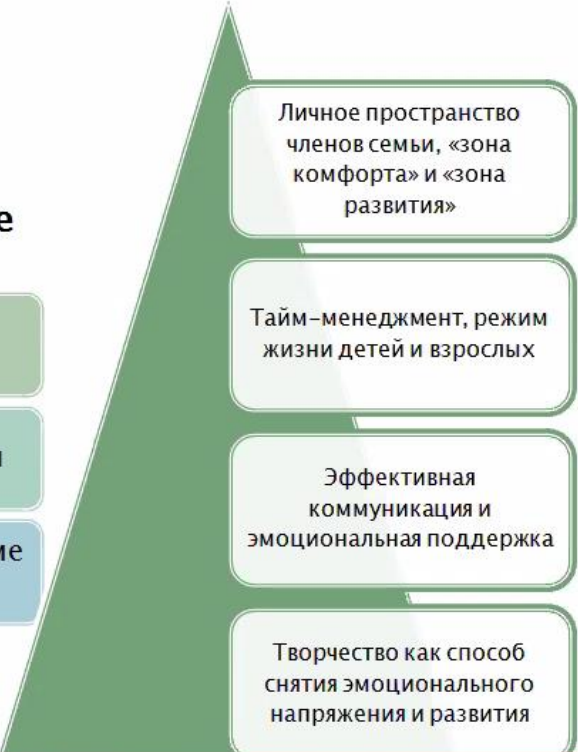 Личное пространство
членов семьи, «зона
комфорта» и «зона
развития»
Тайм-менеджмент, режим
жизни детей и взрослых
Эффективная
коммуникация и
эмоциональная поддержка
Творчество как способ
снятия эмоционального
напряжения и развития